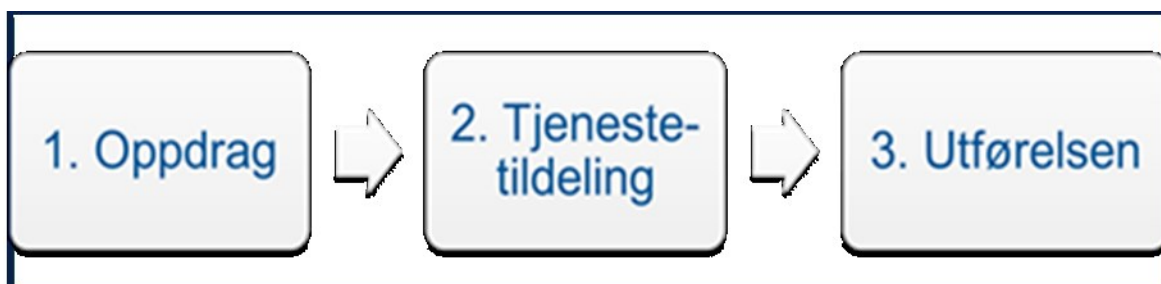 1. Oppdrag
2. Tjeneste-
tildeling
3. Utførelsen